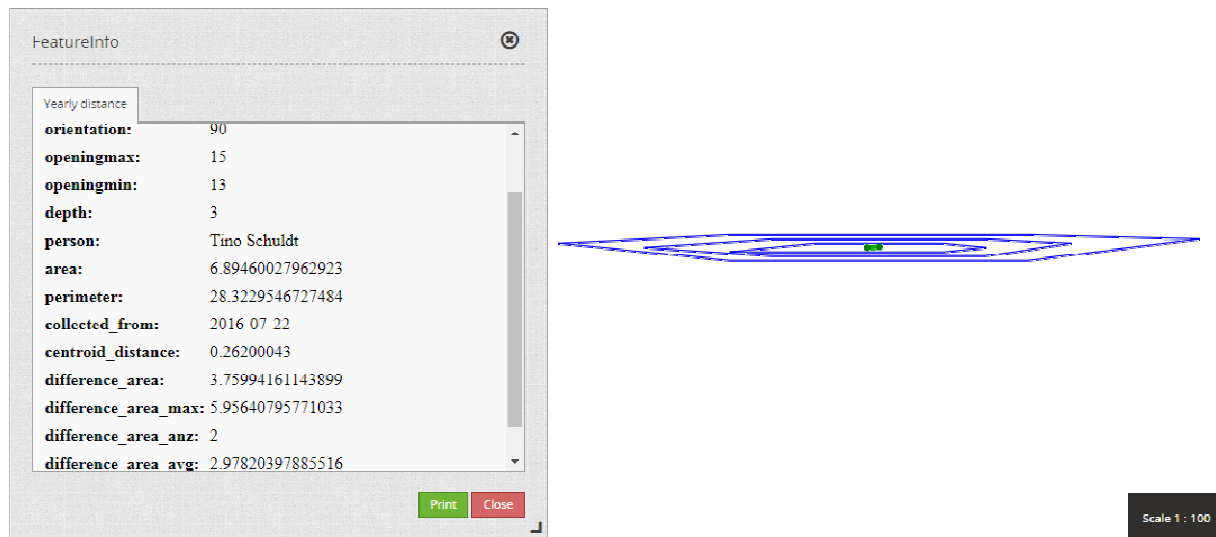 FeatureInfo
Yearly distance
orientation: 90
openingmax: 15
openingmin: 13
depth: 3
person: Tino Schuldt
area: 6.89460027962923
perimeter: 28.3229546727484
collected_from: 2016-07-22
centroid_distance: 0.26200043
difference_area: 3.75994161143899
difference_area_max: 5.95640795771033
difference_area_anz: 2
difference_area_avg: 2.97820397885516
Print Close
Scale 1 : 100